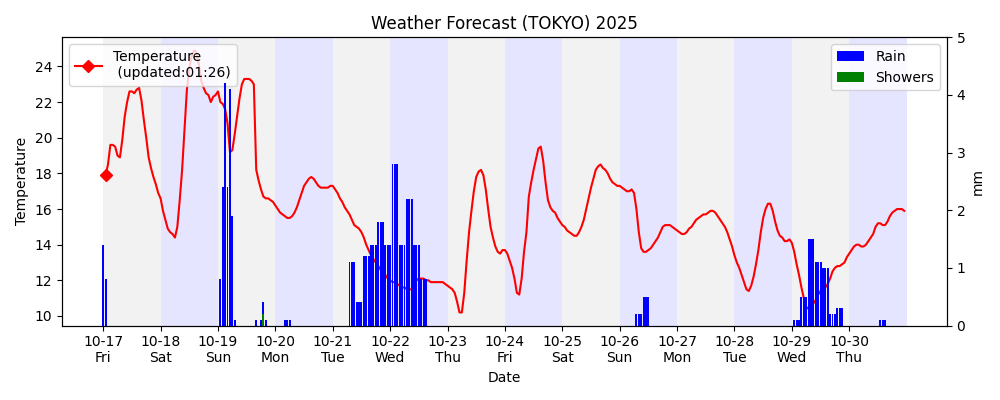 Weather Forecast (TOKYO) 2025
Temperature
(updated:01:26)
Rain
Showers
Temperature
24
22
20
18
16
14
12
10
5
4
3
2
1
0
mm
10-17 10-18 10-19 10-20 10-21 10-22 10-23 10-24 10-25 10-26 10-27 10-28 10-29 10-30
Fri Sat Sun Mon Tue Wed Thu Fri Sat Sun Mon Tue Wed Thu
Date